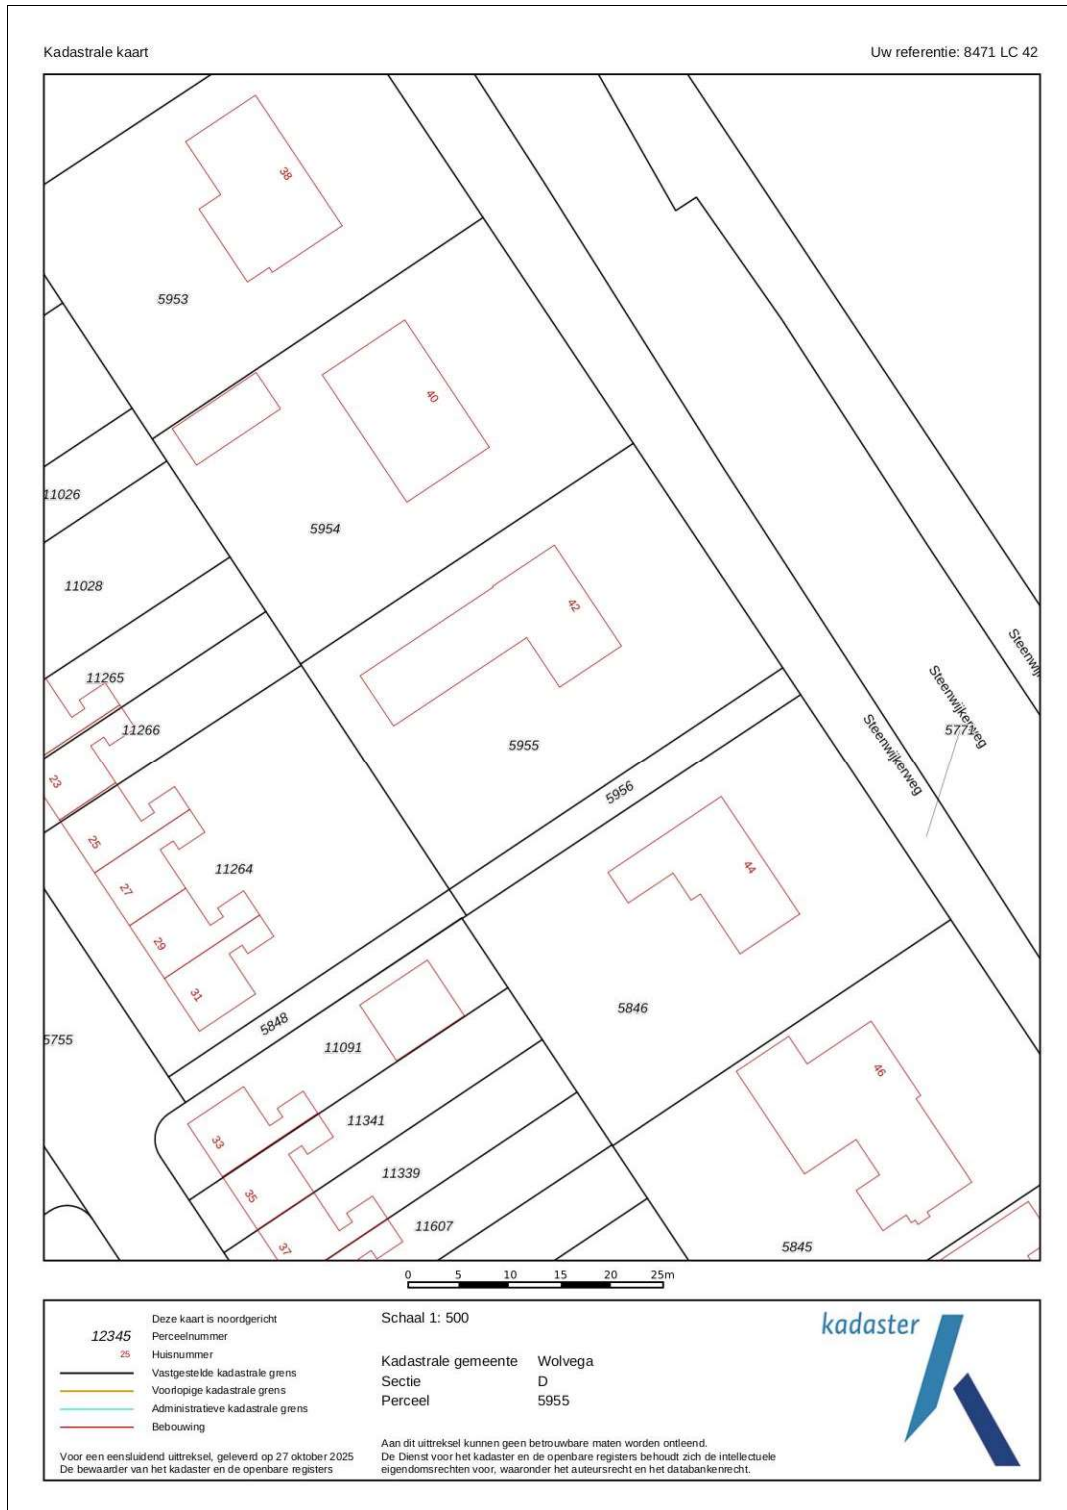 Kadastrale kaart
Uw referentie: 8471 LC 42
38
5953
40
11026
5954
11028
42
11265
11266
5955
Steenwijkerweg
Steenwijkerweg
23
5956
25
44
11264
27
29
31
5848
5846
5755
11091
46
11341
33
11339
35
11607
37
5845
0 5 10 15 20 25m
Deze kaart is noordgericht
12345 Perceelnummer
25 Huisnummer
Vastgestelde kadastrale grens
Voorlopige kadastrale grens
Administratieve kadastrale grens
Bebouwing
Voor een eensluidend uittreksel, geleverd op 27 oktober 2025
De bewaarder van het kadaster en de openbare registers
Schaal 1: 500
Kadastrale gemeente Wolvega
Sectie D
Perceel 5955
Aan dit uittreksel kunnen geen betrouwbare maten worden ontleend.
De Dienst voor het kadaster en de openbare registers behoudt zich de intellectuele
eigendomsrechten voor, waaronder het auteursrecht en het databankenrecht.
kadaster